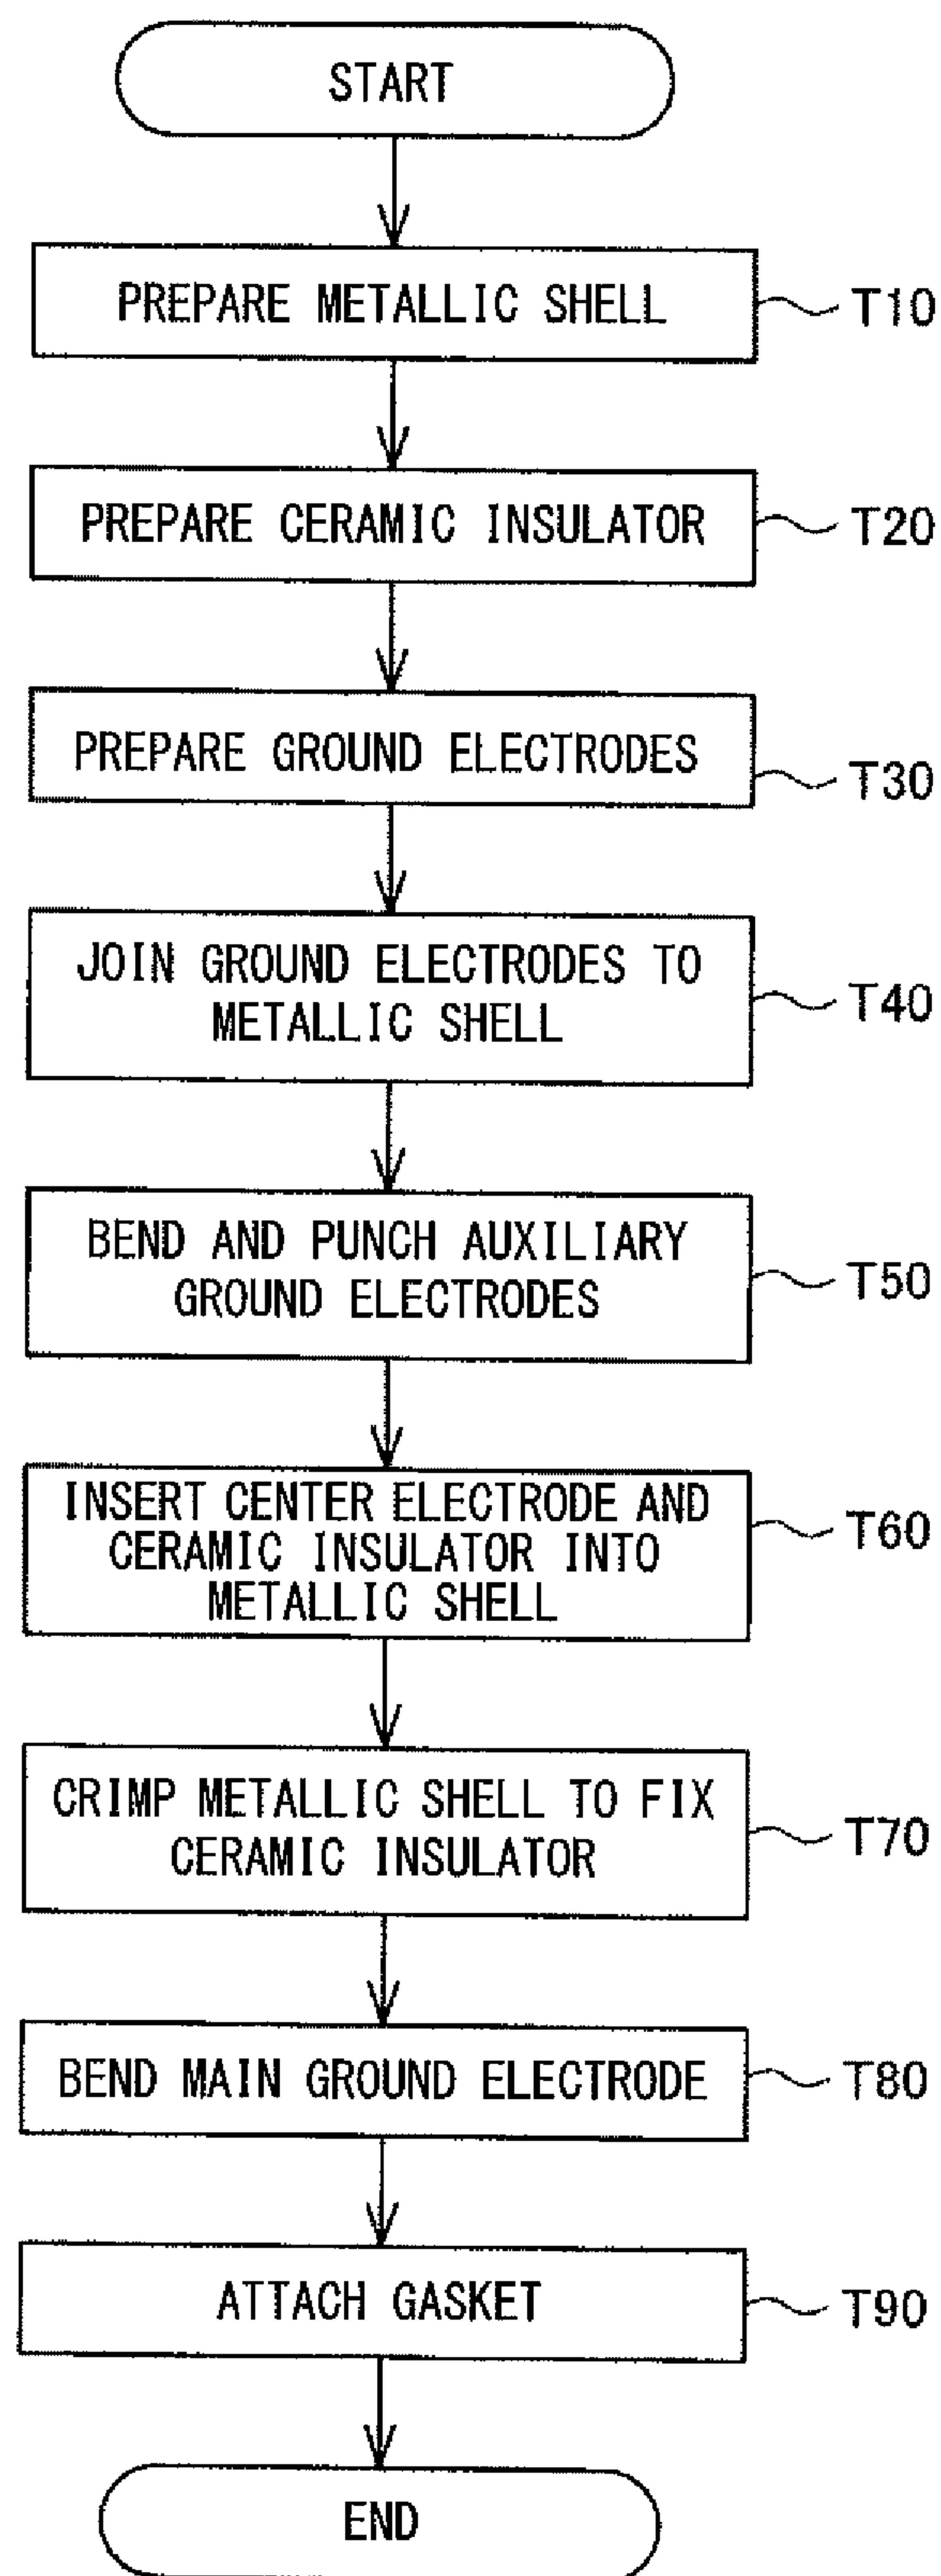 START
PREPARE METALLIC SHELL
T10
PREPARE CERAMIC INSULATOR
T20
PREPARE GROUND ELECTRODES
T30
JOIN GROUND ELECTRODES TO
METALLIC SHELL
T40
BEND AND PUNCH AUXILIARY
GROUND ELECTRODES
T50
INSERT CENTER ELECTRODE AND
CERAMIC INSULATOR INTO
METALLIC SHELL
T60
CRIMP METALLIC SHELL TO FIX
CERAMIC INSULATOR
T70
BEND MAIN GROUND ELECTRODE
T80
ATTACH GASKET
T90
END